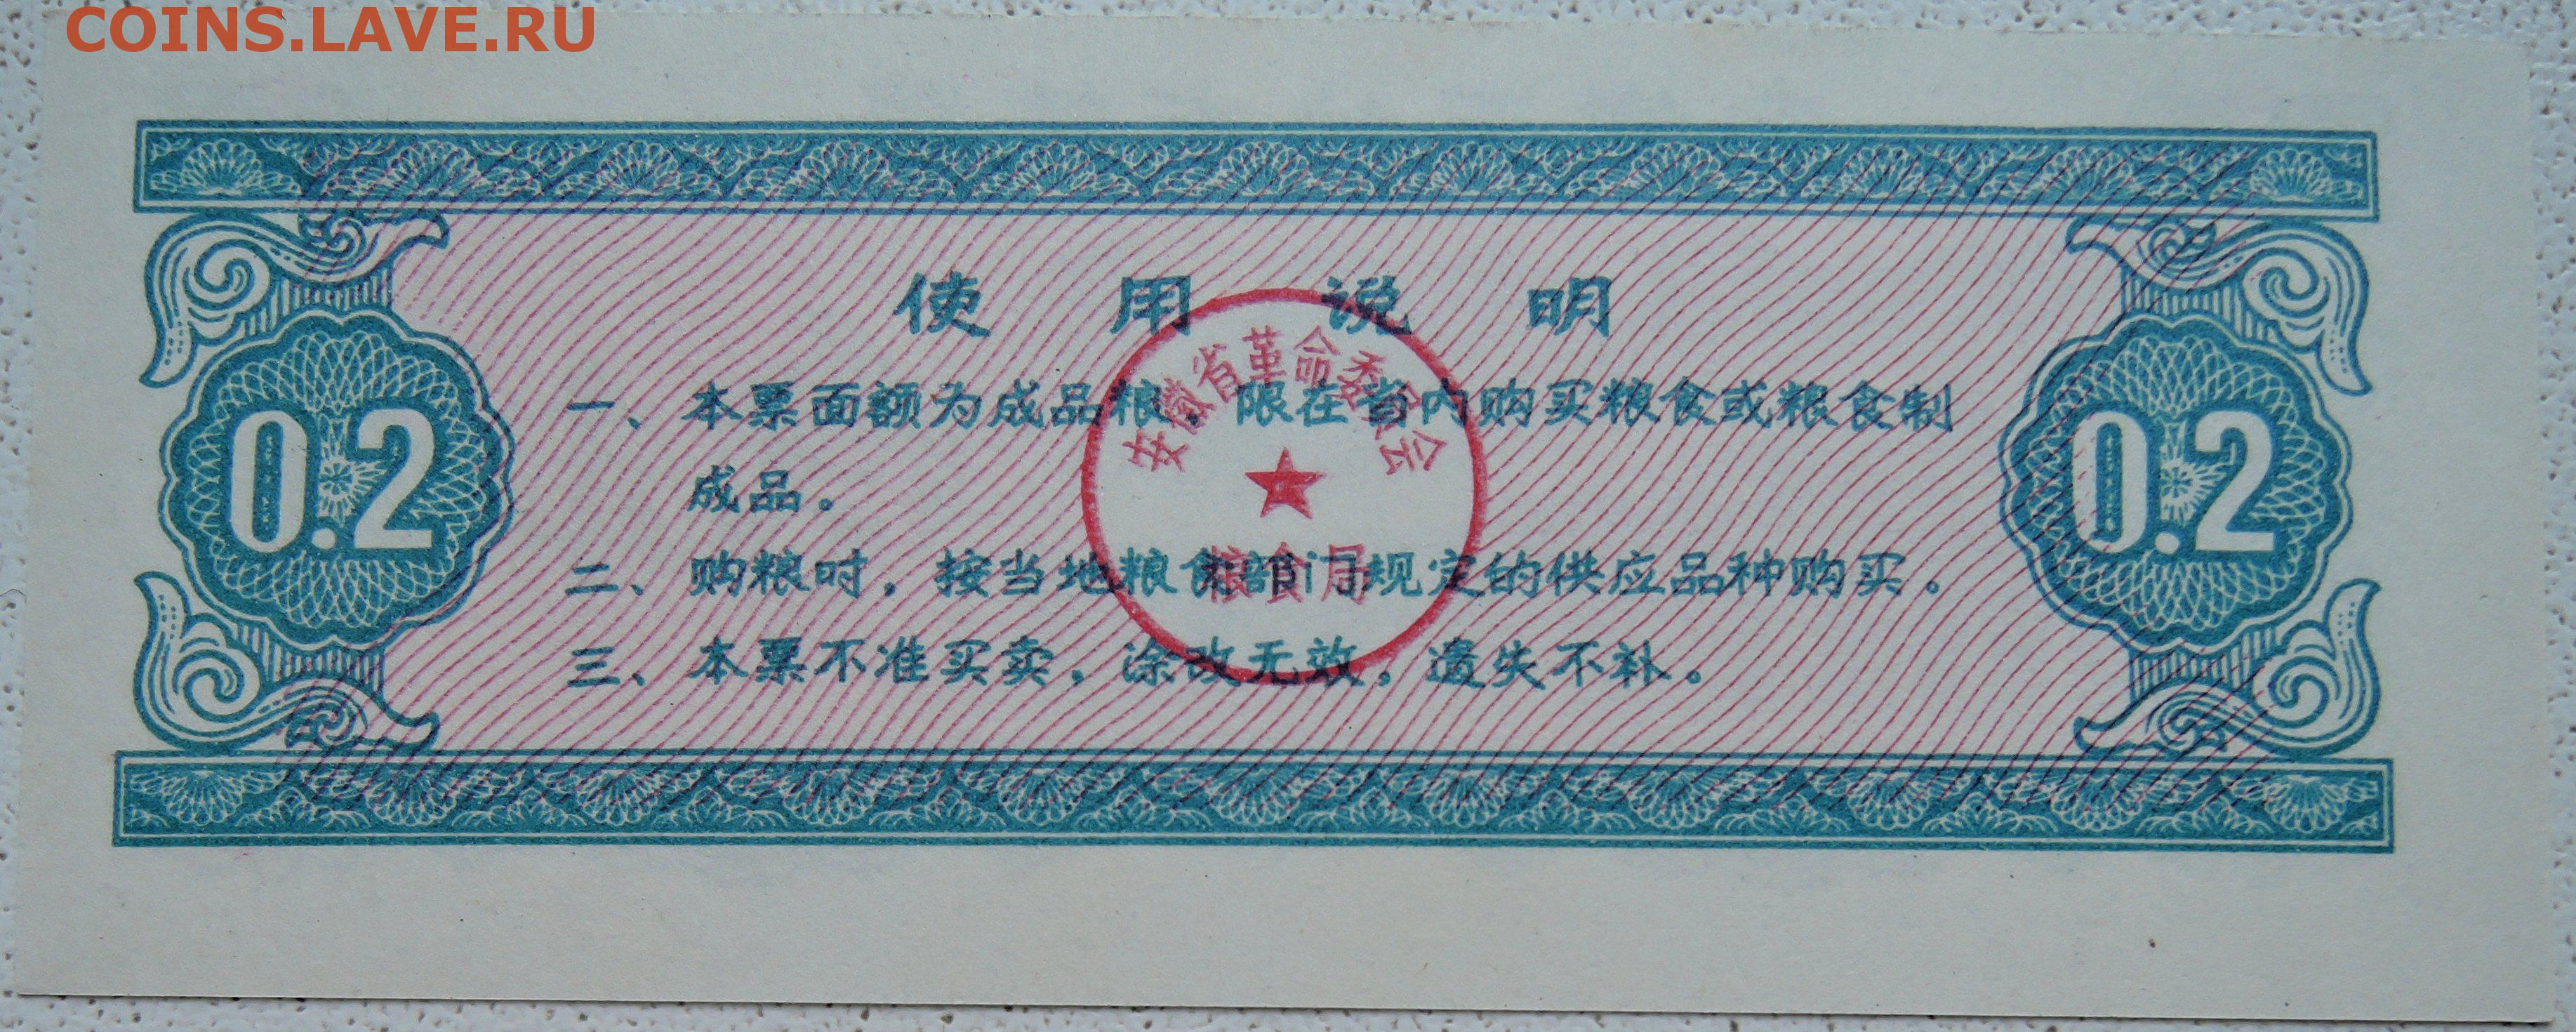 COINS.LAVE.RU
使用说明
一、本票面额为成品粮，限在省内购买粮食或粮食制
成品。
0.2
0.2
二、购粮时，按当地粮食部门规定的供应品种购买。
三、本票不准买卖，涂改无效，遗失不补。
安徽省革命委员会
粮食局